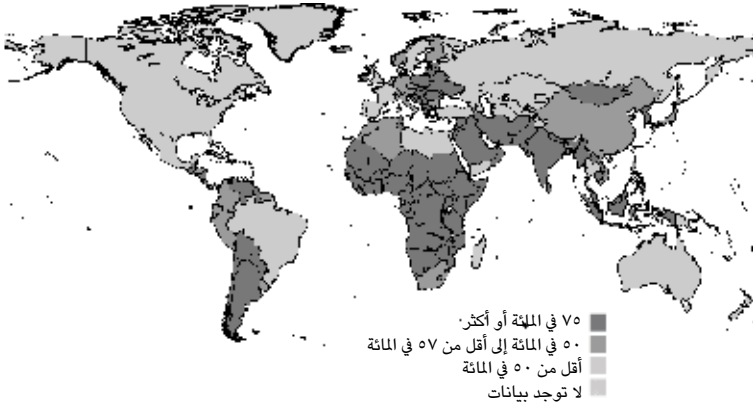 ٧٥ في المائة أو أكثر
٥٠ في المائة إلى أقل من ٥٧ في المائة
أقل من ٥٠ في المائة
لا توجد بيانات